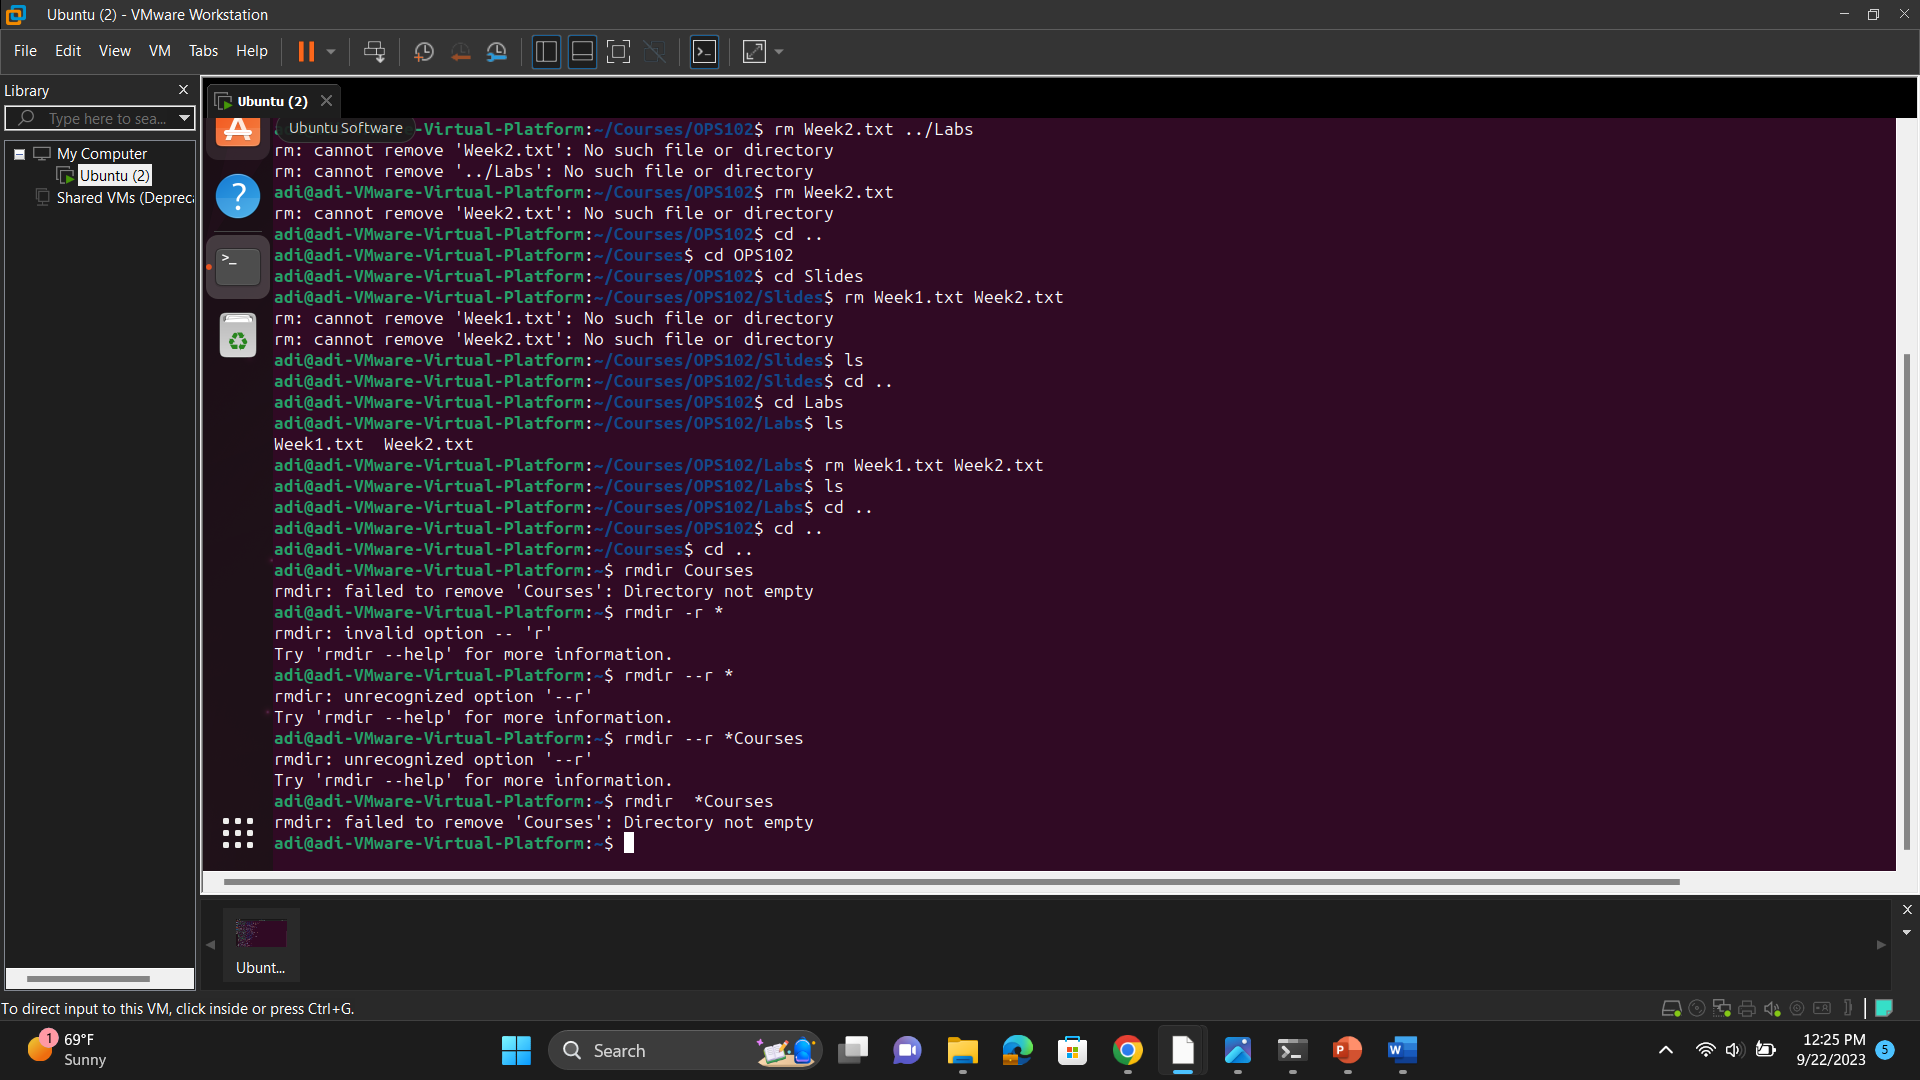 Ubuntu (2) - VMware Workstation
File Edit View VM Tabs Help
Library
Type here to sea...
My Computer
Ubuntu (2)
Shared VMs (Depreca
Ubuntu (2)
Ubuntu Software
-VMware-Virtual-Platform:~/Courses/OPS102$ rm Week2.txt ../Labs
rm: cannot remove 'Week2.txt': No such file or directory
rm: cannot remove '../Labs': No such file or directory
adi@adi-VMware-Virtual-Platform:~/Courses/OPS102$ rm Week2.txt
rm: cannot remove 'Week2.txt': No such file or directory
adi@adi-VMware-Virtual-Platform:~/Courses/OPS102$ cd ..
adi@adi-VMware-Virtual-Platform:~/Courses$ cd OPS102
adi@adi-VMware-Virtual-Platform:~/Courses/OPS102$ cd Slides
adi@adi-VMware-Virtual-Platform:~/Courses/OPS102/Slides$ rm Week1.txt Week2.txt
rm: cannot remove 'Week1.txt': No such file or directory
rm: cannot remove 'Week2.txt': No such file or directory
adi@adi-VMware-Virtual-Platform:~/Courses/OPS102/Slides$ ls
adi@adi-VMware-Virtual-Platform:~/Courses/OPS102/Slides$ cd ..
adi@adi-VMware-Virtual-Platform:~/Courses/OPS102$ cd Labs
adi@adi-VMware-Virtual-Platform:~/Courses/OPS102/Labs$ ls
Week1.txt  Week2.txt
adi@adi-VMware-Virtual-Platform:~/Courses/OPS102/Labs$ rm Week1.txt Week2.txt
adi@adi-VMware-Virtual-Platform:~/Courses/OPS102/Labs$ ls
adi@adi-VMware-Virtual-Platform:~/Courses/OPS102/Labs$ cd ..
adi@adi-VMware-Virtual-Platform:~/Courses/OPS102$ cd ..
adi@adi-VMware-Virtual-Platform:~/Courses$ cd ..
adi@adi-VMware-Virtual-Platform:~$ rmdir Courses
rmdir: failed to remove 'Courses': Directory not empty
adi@adi-VMware-Virtual-Platform:~$ rmdir -r *
rmdir: invalid option -- 'r'
Try 'rmdir --help' for more information.
adi@adi-VMware-Virtual-Platform:~$ rmdir --r *
rmdir: unrecognized option '--r'
Try 'rmdir --help' for more information.
adi@adi-VMware-Virtual-Platform:~$ rmdir --r *Courses
rmdir: unrecognized option '--r'
Try 'rmdir --help' for more information.
adi@adi-VMware-Virtual-Platform:~$ rmdir  *Courses
rmdir: failed to remove 'Courses': Directory not empty
adi@adi-VMware-Virtual-Platform:~$
Ubunt...
To direct input to this VM, click inside or press Ctrl+G.
1
69°F
Sunny
Search
12:25 PM
9/22/2023
5